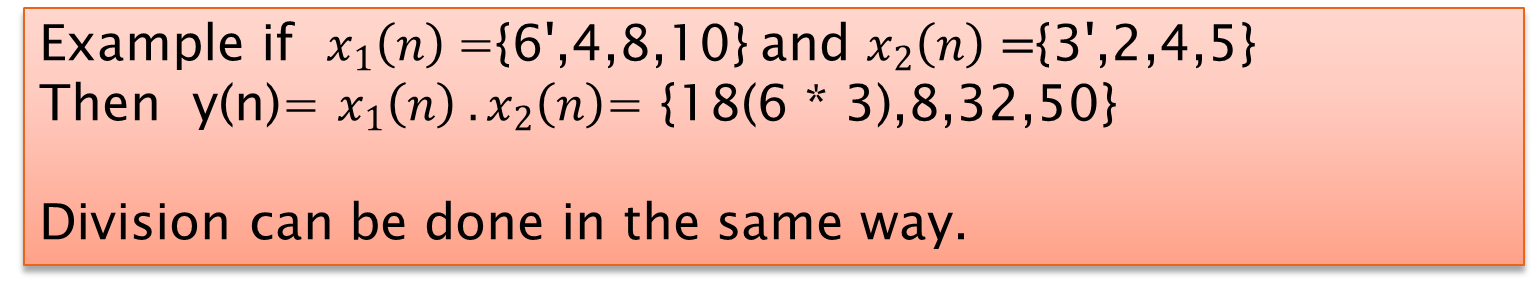 Example if x₁(n) ={6',4,8,10} and x₂(n) ={3',2,4,5}
Then y(n)= x₁(n) .x₂(n)= {18(6 * 3),8,32,50}
Division can be done in the same way.